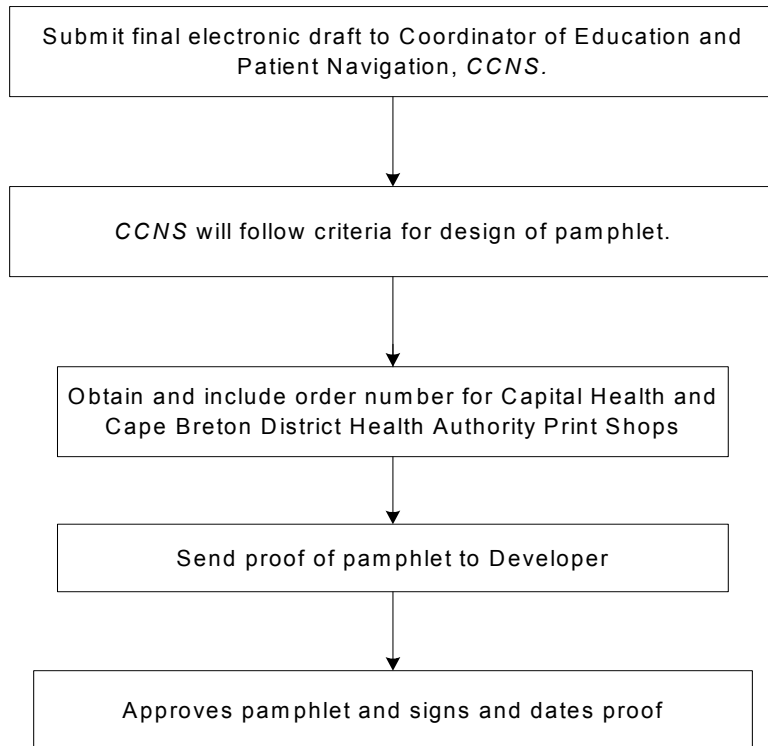 Submit final electronic draft to Coordinator of Education and
Patient Navigation, CCNS.
CCNS will follow criteria for design of pamphlet.
Obtain and include order number for Capital Health and
Cape Breton District Health Authority Print Shops
Send proof of pamphlet to Developer
Approves pamphlet and signs and dates proof